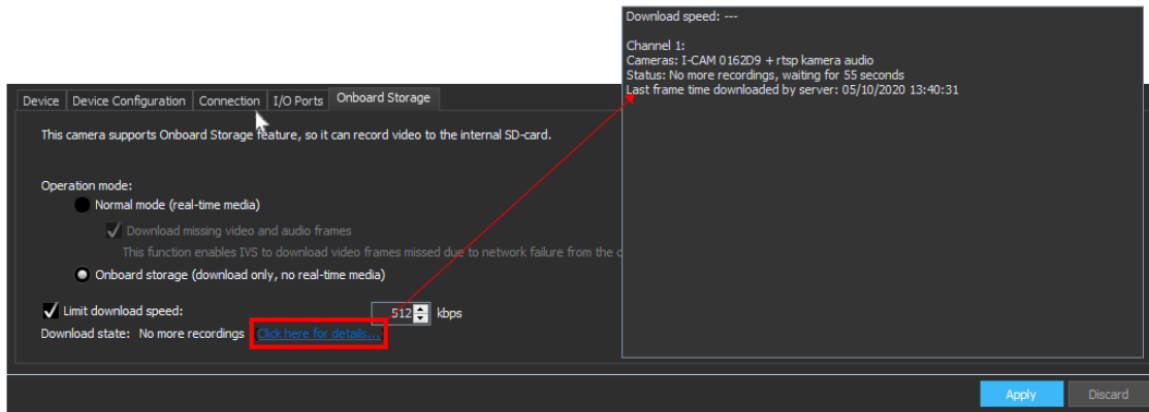 Download speed: ---
Channel 1:
Cameras: I-CAM 0162D9 + rtsp kamera audio
Status: No more recordings, waiting for 55 seconds
Last frame time downloaded by server: 05/10/2020 13:40:31
Device Device Configuration Connection I/O Ports Onboard Storage
This camera supports Onboard Storage feature, so it can record video to the internal SD-card.
Operation mode:
Normal mode (real-time media)
Download missing video and audio frames
This function enables IVS to download video frames missed due to network failure from the
Onboard storage (download only, no real-time media)
Limit download speed: 512 kbps
Download state: No more recordings Click here for details...
Apply Discard